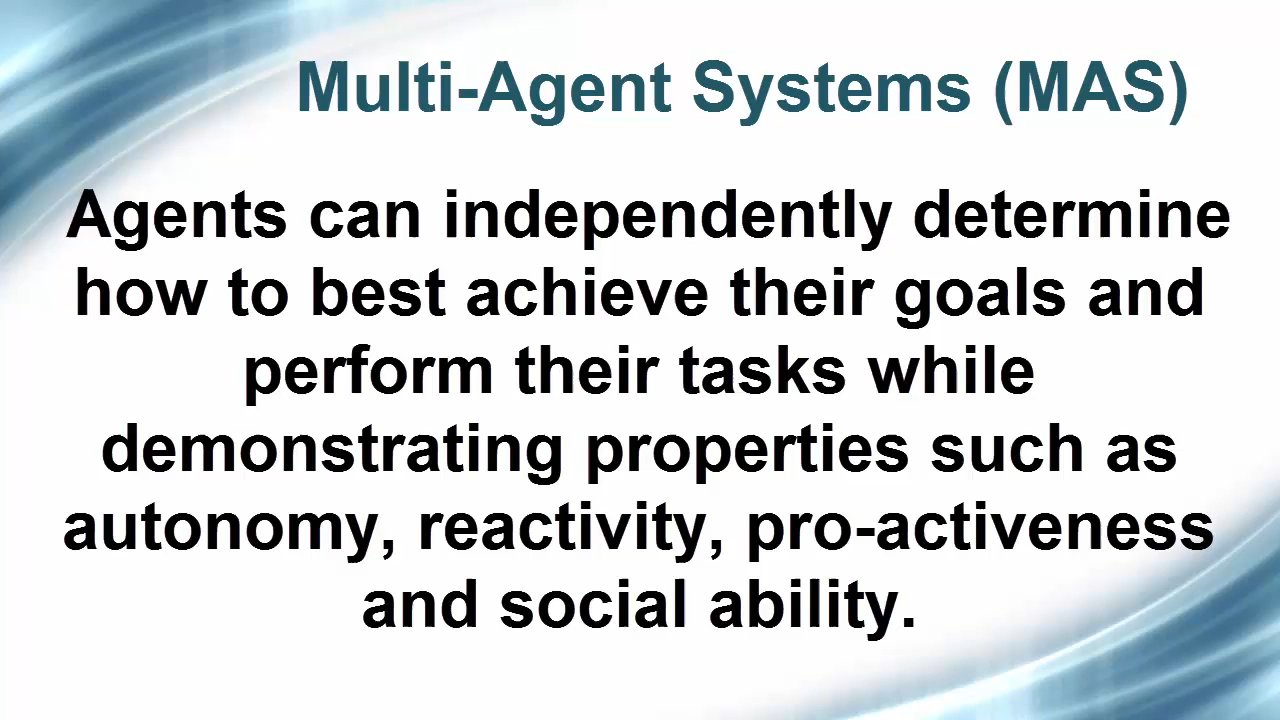 Multi-Agent Systems (MAS)
Agents can independently determine
how to best achieve their goals and
perform their tasks while
demonstrating properties such as
autonomy, reactivity, pro-activeness
and social ability.